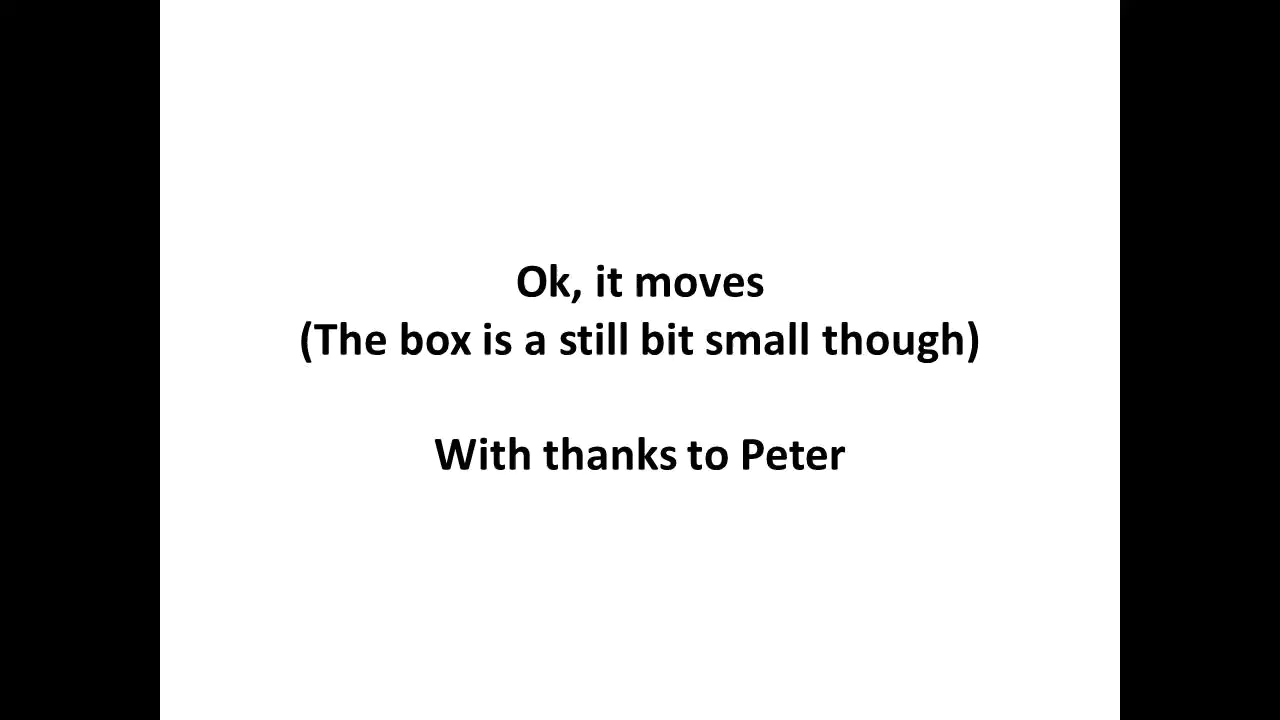 Ok, it moves
(The box is a still bit small though)
With thanks to Peter